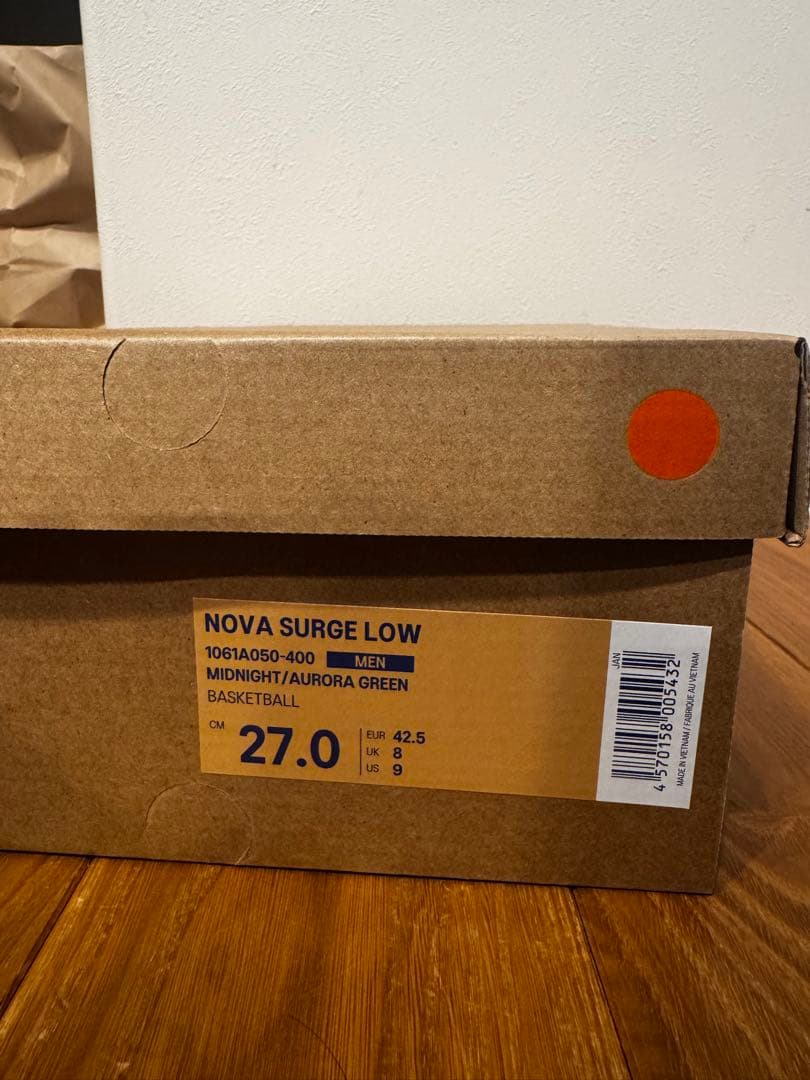 NOVA SURGE LOW
1061A050-400 MEN
MIDNIGHT/AURORA GREEN
BASKETBALL
CM 27.0
EUR 42.5
UK 8
US 9
JAN
4 570158 005432
MADE IN VIETNAM / FABRIQUE AU VIETNAM